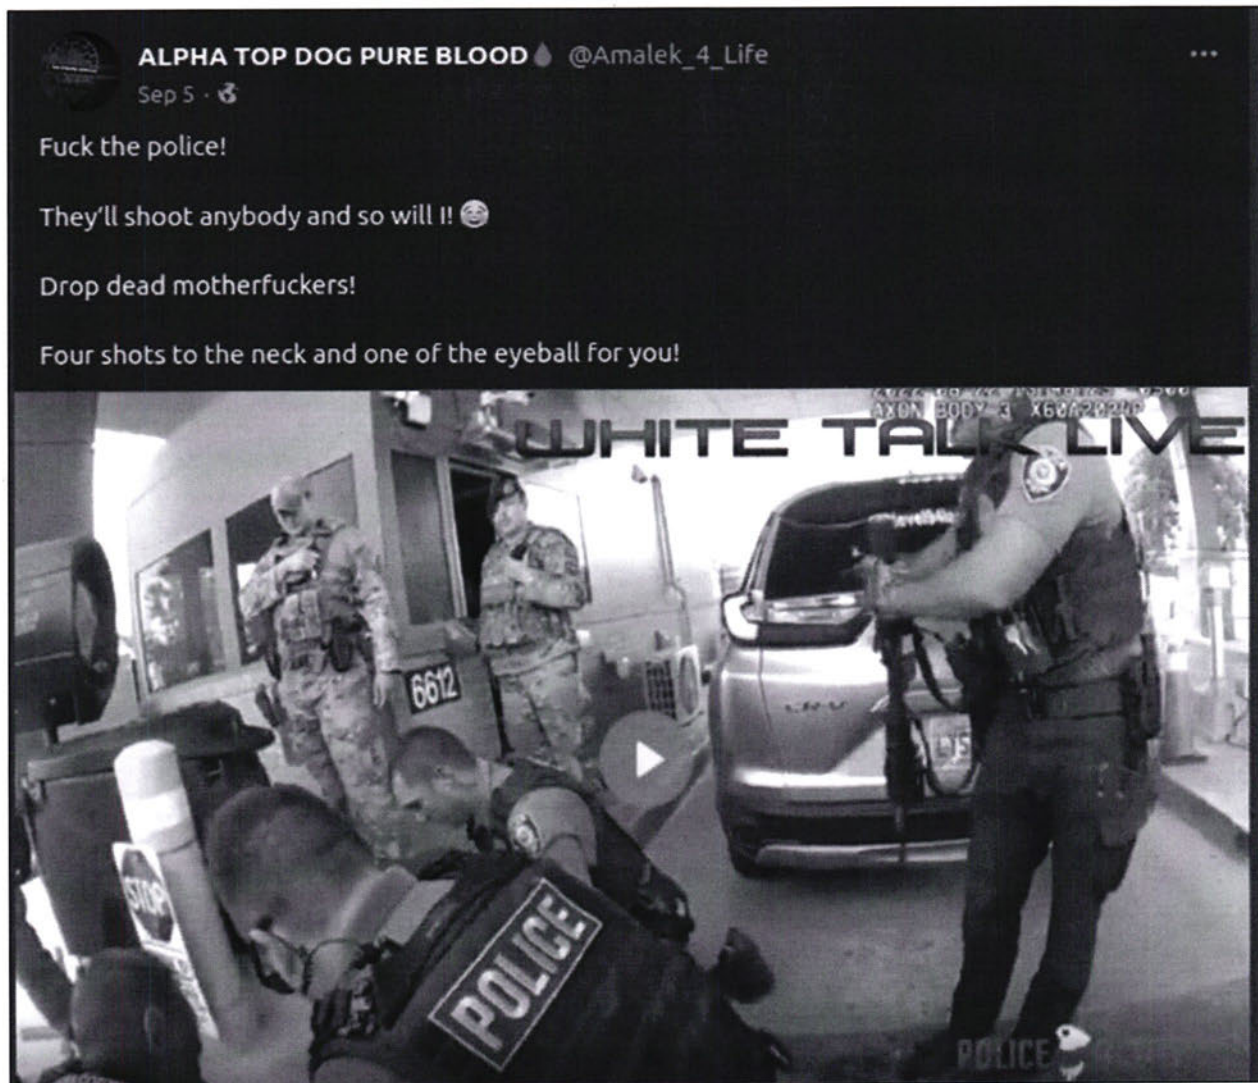 ALPHA TOP DOG PURE BLOOD @Amalek_4_Life
Sep 5
Fuck the police!
They'll shoot anybody and so will I!
Drop dead motherfuckers!
Four shots to the neck and one of the eyeball for you!
AXON BODY 3
WHITE TALK LIVE
6612
CR-V
STOP
POLICE
POLICE